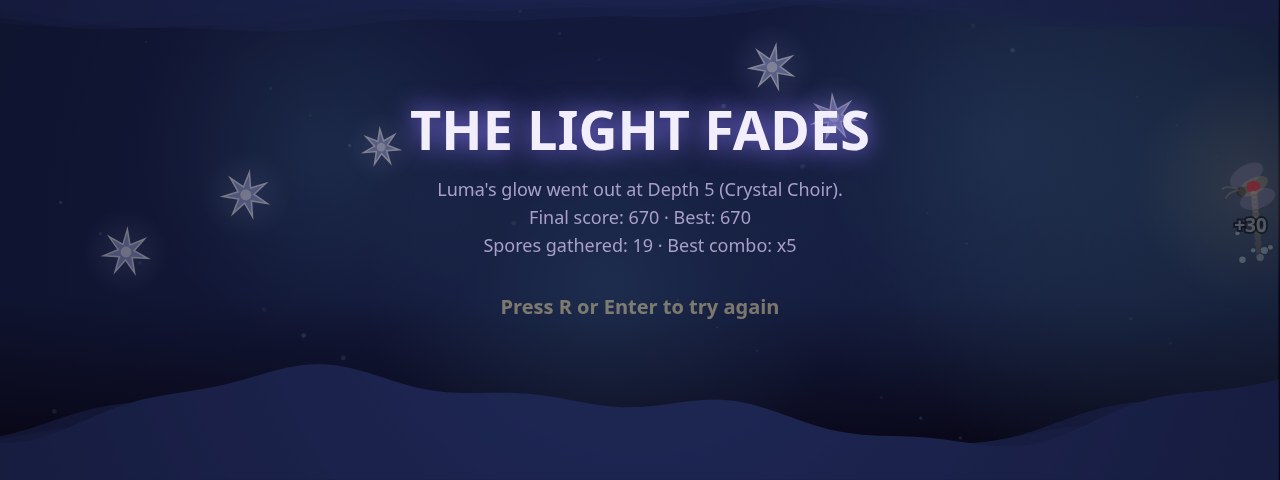 THE LIGHT FADES
Luma's glow went out at Depth 5 (Crystal Choir).
+30
Final score: 670 · Best: 670
Spores gathered: 19 · Best combo: x5
Press R or Enter to try again